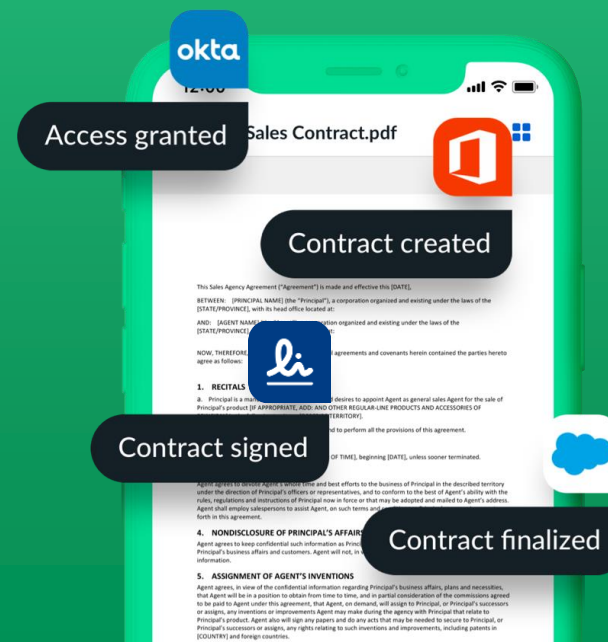 okta
12:00
Access granted
Sales Contract.pdf
Contract created
This Sales Agency Agreement ("Agreement") is made and effective this [DATE],
BETWEEN: [PRINCIPAL NAME] (the "Principal"), a corporation organized and existing under the laws of the
[STATE/PROVINCE], with its head office located at:
AND: [AGENT NAME] ation organized and existing under the laws of the
[STATE/PROVINCE],
NOW, THEREFORE, agreements and covenants herein contained the parties hereto
agree as follows:
li
1. RECITALS
a. Principal is a desires to appoint Agent as general sales Agent for the sale of
Principal's product [IF APPROPRIATE, ADD: AND OTHER REGULAR-LINE PRODUCTS AND ACCESSORIES OF
TERRITORY].
nd to perform all the provisions of this agreement.
Contract signed
OF TIME], beginning [DATE], unless sooner terminated.
Agent agrees to devote Agent's whole time and best efforts to the business of Principal in the described territory
under the direction of Principal's officers or representatives, and to conform to the best of Agent's ability with the
rules, regulations and instructions of Principal now in force or that may be adopted and mailed to Agent's address.
Agent shall employ salespersons to assist Agent, on such terms and
forth in this agreement.
4. NONDISCLOSURE OF PRINCIPAL'S AFFAIRS
Agent agrees to keep confidential such information as
Principal's business affairs and customers. Agent will not, in
information.
Contract finalized
5. ASSIGNMENT OF AGENT'S INVENTIONS
Agent agrees, in view of the confidential information regarding Principal's business affairs, plans and necessities,
that Agent will be in a position to obtain from time to time, and in partial consideration of the commissions agreed
to be paid to Agent under this agreement, that Agent, on demand, will assign to Principal, or Principal's successors
or assigns, any inventions or improvements Agent may make during the agency with Principal that relate to
Principal's product. Agent also will sign any papers and do any acts that may be needed to secure to Principal, or
Principal's successors or assigns, any rights relating to such inventions and improvements, including patents in
[COUNTRY] and foreign countries.